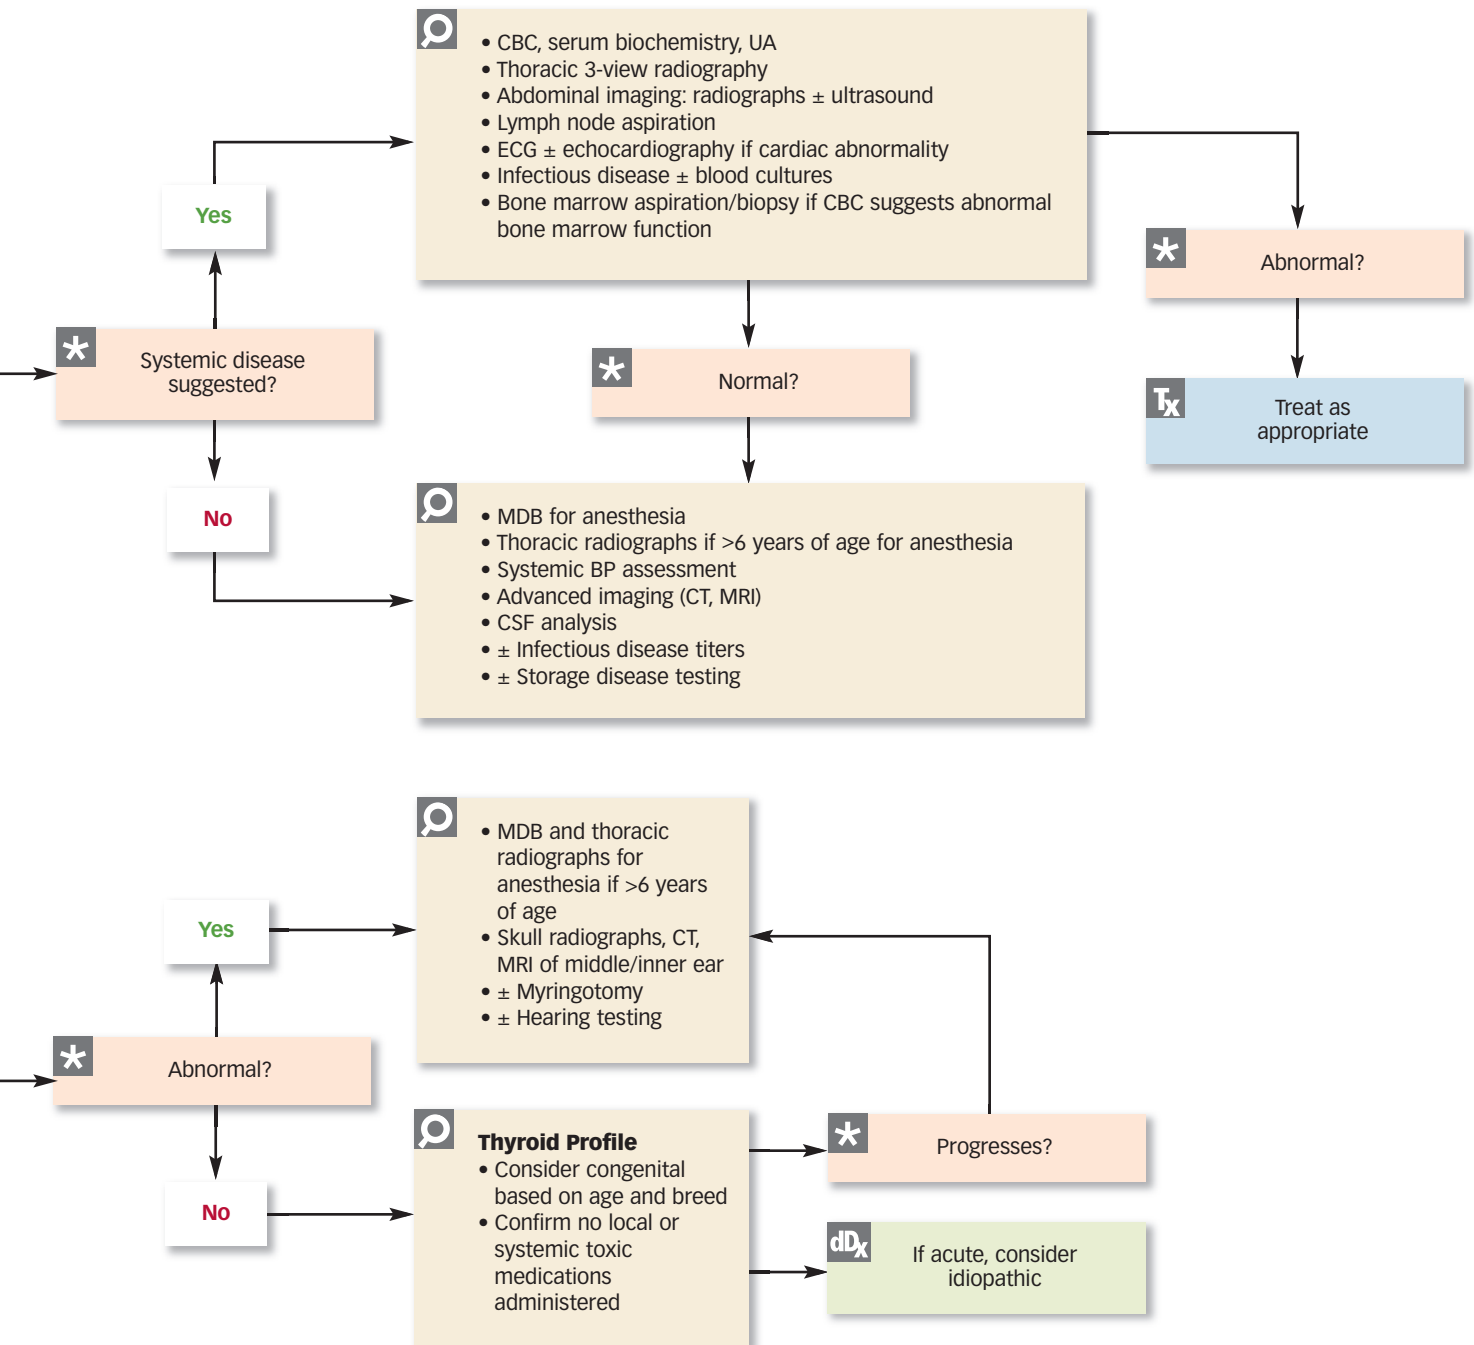 • CBC, serum biochemistry, UA
• Thoracic 3-view radiography
• Abdominal imaging: radiographs ± ultrasound
• Lymph node aspiration
• ECG ± echocardiography if cardiac abnormality
• Infectious disease ± blood cultures
• Bone marrow aspiration/biopsy if CBC suggests abnormal
bone marrow function
Yes
* Abnormal?
* Systemic disease
suggested?
* Normal?
Tx Treat as
appropriate
No
• MDB for anesthesia
• Thoracic radiographs if >6 years of age for anesthesia
• Systemic BP assessment
• Advanced imaging (CT, MRI)
• CSF analysis
• ± Infectious disease titers
• ± Storage disease testing
• MDB and thoracic
radiographs for
anesthesia if >6 years
of age
• Skull radiographs, CT,
MRI of middle/inner ear
• ± Myringotomy
• ± Hearing testing
Yes
* Abnormal?
No
Thyroid Profile
• Consider congenital
based on age and breed
• Confirm no local or
systemic toxic
medications
administered
* Progresses?
dDx If acute, consider
idiopathic